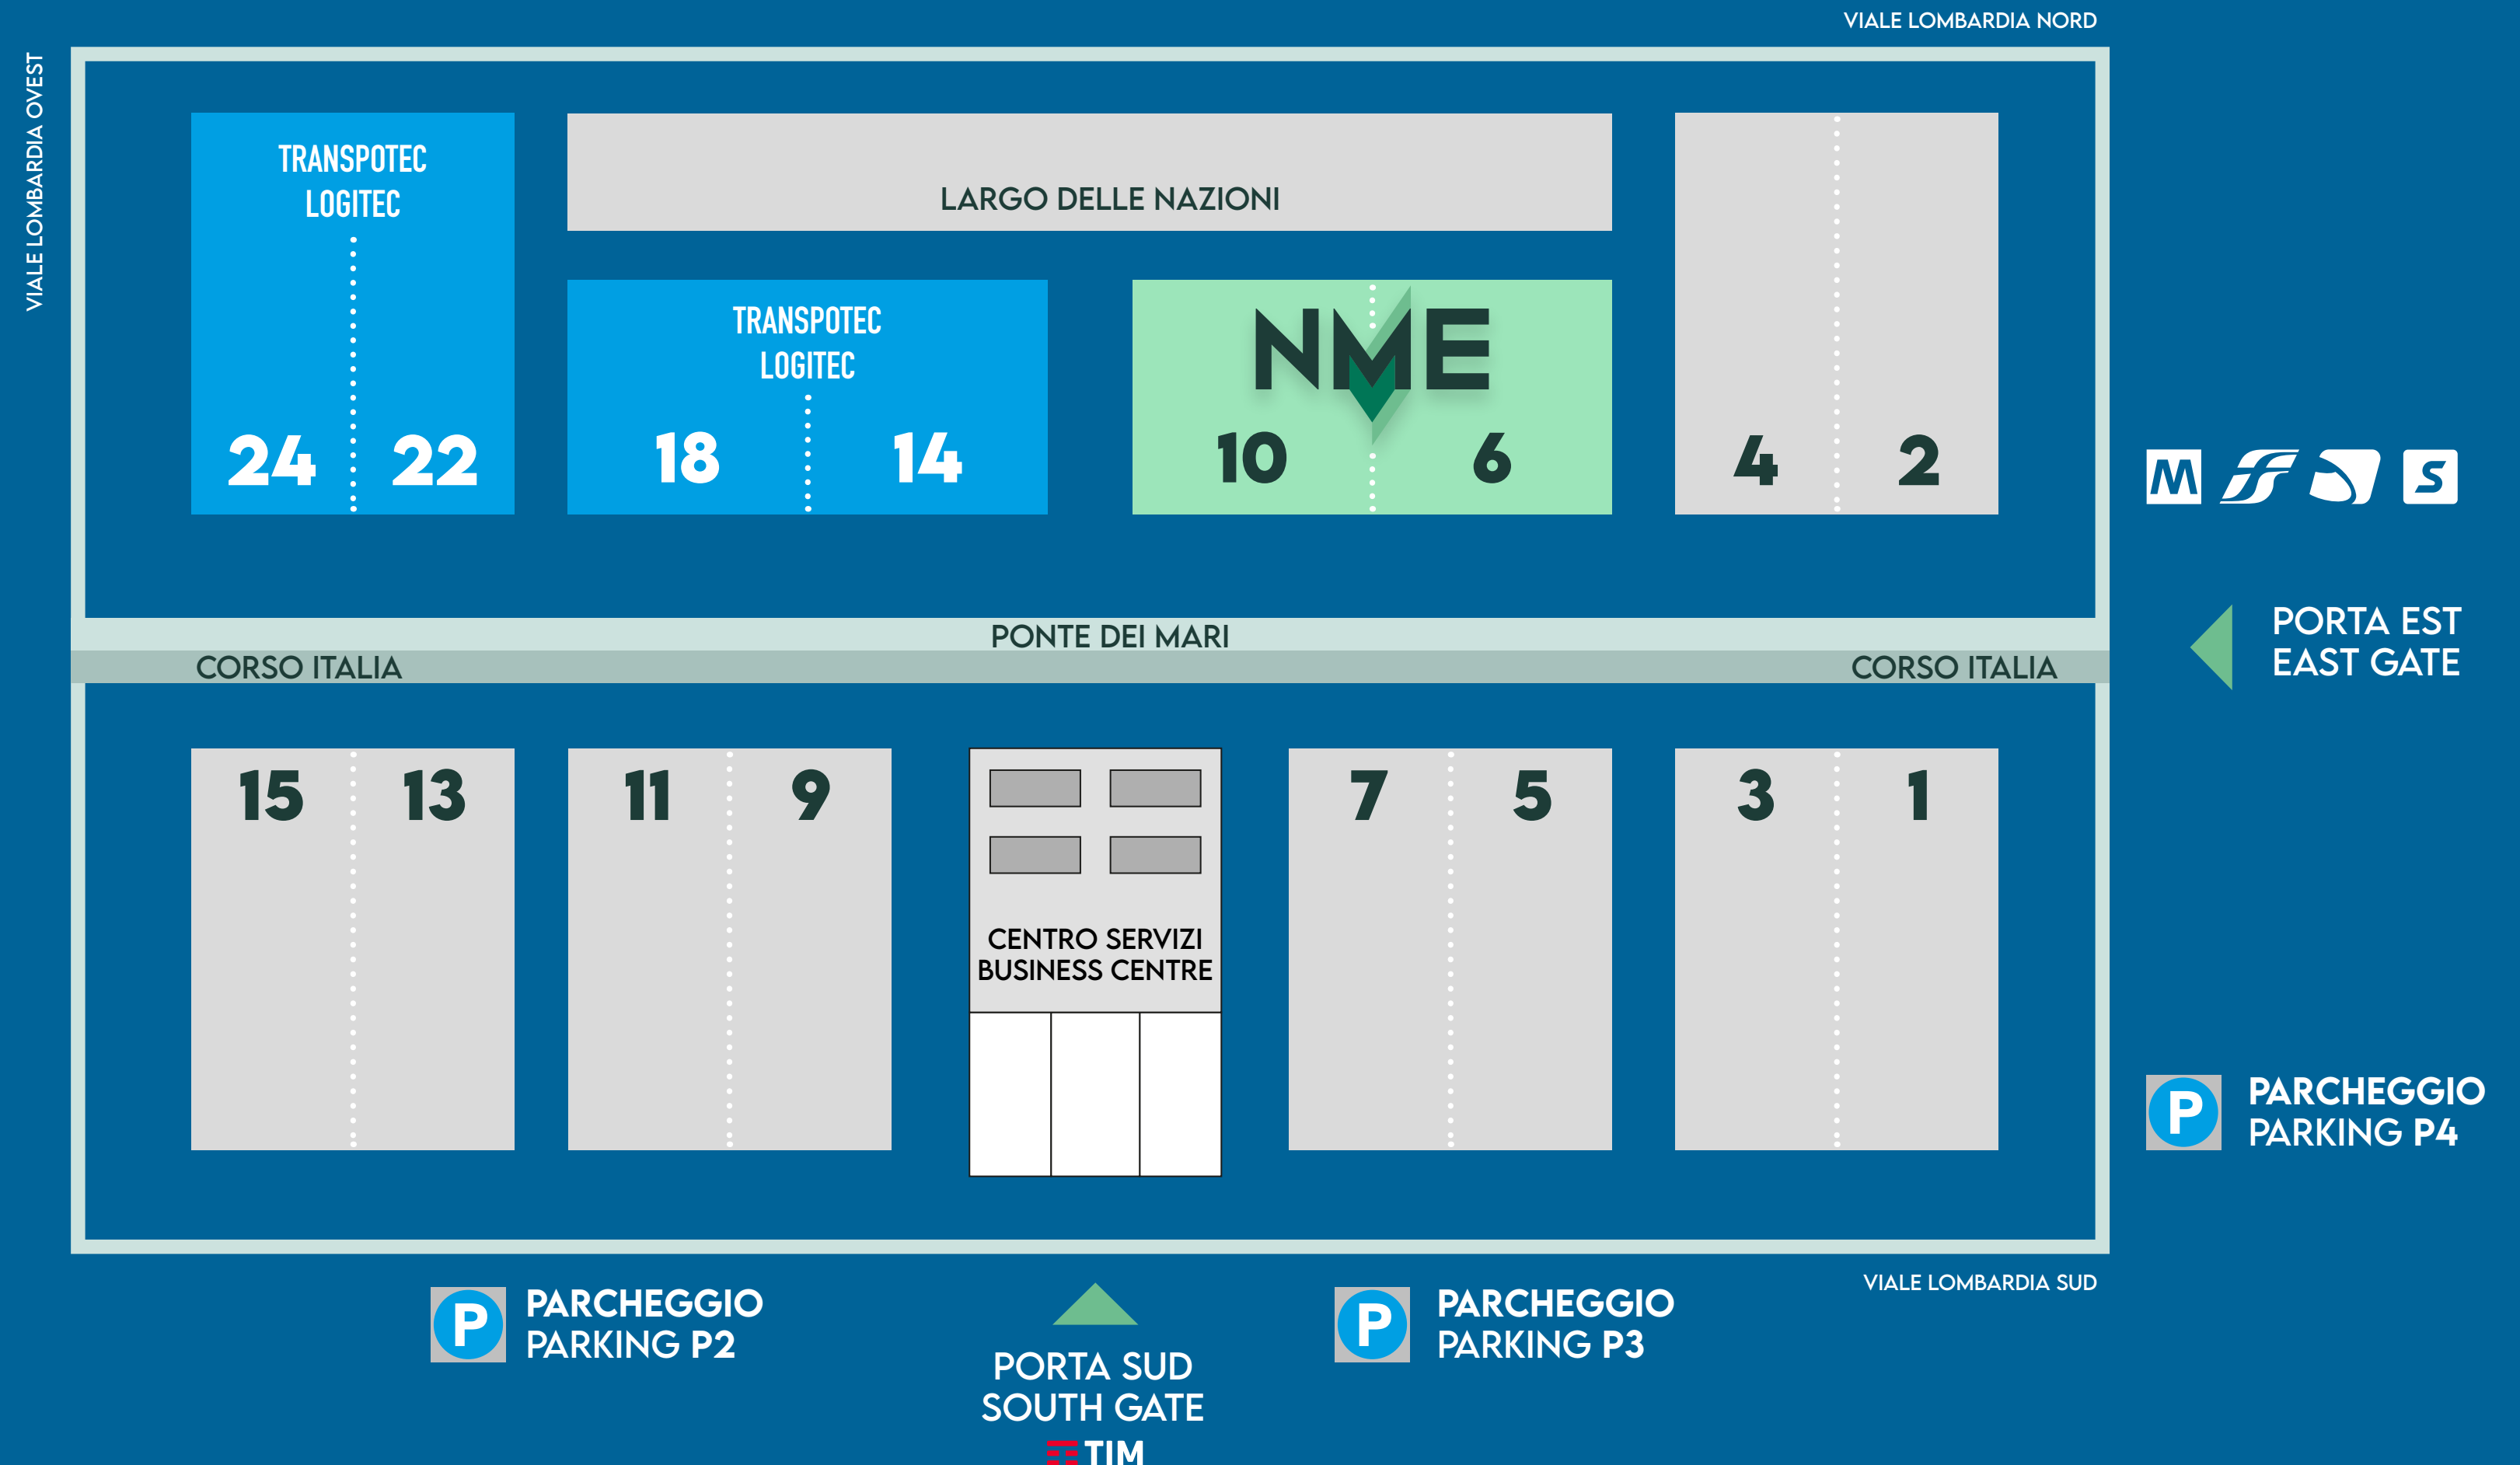 VIALE LOMBARDIA NORD
VIALE LOMBARDIA OVEST
TRANSPOTEC
LOGITEC
24 22
LARGO DELLE NAZIONI
TRANSPOTEC
LOGITEC
18 14
NME
10 6
4 2
M S
PORTA EST
EAST GATE
PONTE DEI MARI
CORSO ITALIA
CORSO ITALIA
15 13
11 9
7 5
3 1
CENTRO SERVIZI
BUSINESS CENTRE
P
PARCHEGGIO
PARKING P4
VIALE LOMBARDIA SUD
P
PARCHEGGIO
PARKING P2
PORTA SUD
SOUTH GATE
TIM
P
PARCHEGGIO
PARKING P3